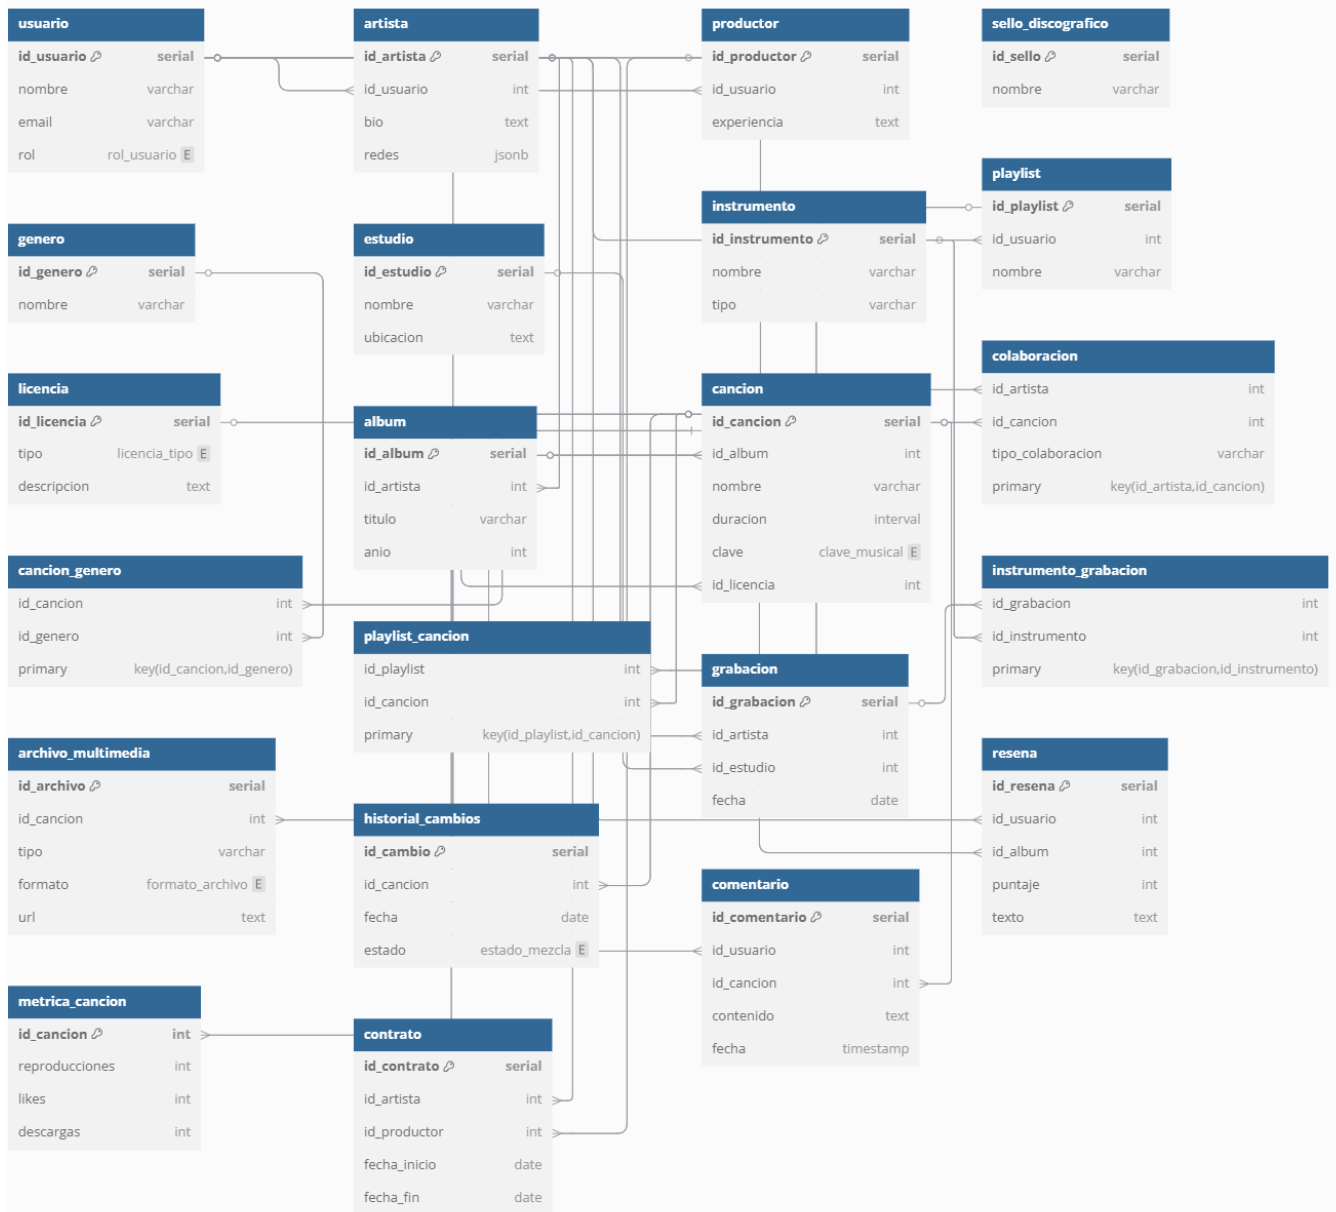 usuario
id_usuario serial
nombre varchar
email varchar
rol rol_usuario E
genero
id_genero serial
nombre varchar
licencia
id_licencia serial
tipo licencia_tipo E
descripcion text
cancion_genero
id_cancion int
id_genero int
primary key(id_cancion,id_genero)
archivo_multimedia
id_archivo serial
id_cancion int
tipo varchar
formato formato_archivo E
url text
metrica_cancion
id_cancion int
reproducciones int
likes int
descargas int
artista
id_artista serial
id_usuario int
bio text
redes jsonb
estudio
id_estudio serial
nombre varchar
ubicacion text
album
id_album serial
id_artista int
titulo varchar
anio int
playlist_cancion
id_playlist int
id_cancion int
primary key(id_playlist,id_cancion)
historial_cambios
id_cambio serial
id_cancion int
fecha date
estado estado_mezcla E
contrato
id_contrato serial
id_artista int
id_productor int
fecha_inicio date
fecha_fin date
productor
id_productor serial
id_usuario int
experiencia text
instrumento
id_instrumento serial
nombre varchar
tipo varchar
cancion
id_cancion serial
id_album int
nombre varchar
duracion interval
clave clave_musical E
id_licencia int
grabacion
id_grabacion serial
id_artista int
id_estudio int
fecha date
comentario
id_comentario serial
id_usuario int
id_cancion int
contenido text
fecha timestamp
sello_discografico
id_sello serial
nombre varchar
playlist
id_playlist serial
id_usuario int
nombre varchar
colaboracion
id_artista int
id_cancion int
tipo_colaboracion varchar
primary key(id_artista,id_cancion)
instrumento_grabacion
id_grabacion int
id_instrumento int
primary key(id_grabacion,id_instrumento)
resena
id_resena serial
id_usuario int
id_album int
puntaje int
texto text